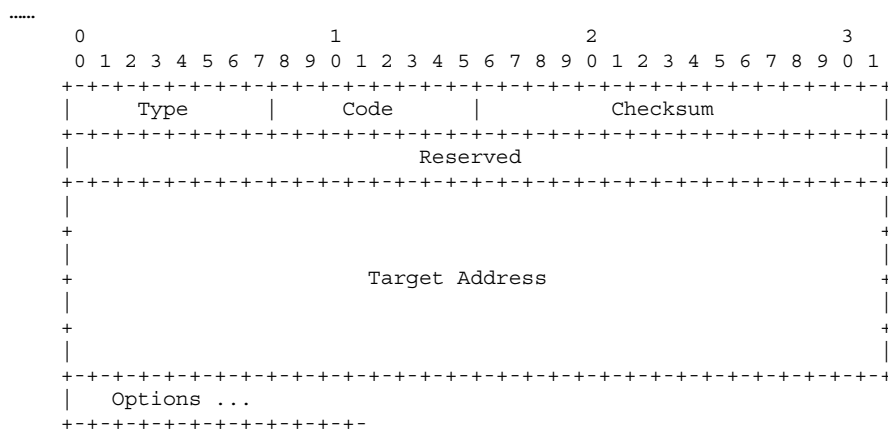 ......
0 1 2 3
0 1 2 3 4 5 6 7 8 9 0 1 2 3 4 5 6 7 8 9 0 1 2 3 4 5 6 7 8 9 0 1
+-+-+-+-+-+-+-+-+-+-+-+-+-+-+-+-+-+-+-+-+-+-+-+-+-+-+-+-+-+-+-+-+
| Type | Code | Checksum |
+-+-+-+-+-+-+-+-+-+-+-+-+-+-+-+-+-+-+-+-+-+-+-+-+-+-+-+-+-+-+-+-+
| Reserved |
+-+-+-+-+-+-+-+-+-+-+-+-+-+-+-+-+-+-+-+-+-+-+-+-+-+-+-+-+-+-+-+-+
| |
+ +
| |
+ Target Address +
| |
+ +
| |
+-+-+-+-+-+-+-+-+-+-+-+-+-+-+-+-+-+-+-+-+-+-+-+-+-+-+-+-+-+-+-+-+
| Options ...
+-+-+-+-+-+-+-+-+-+-+-+-